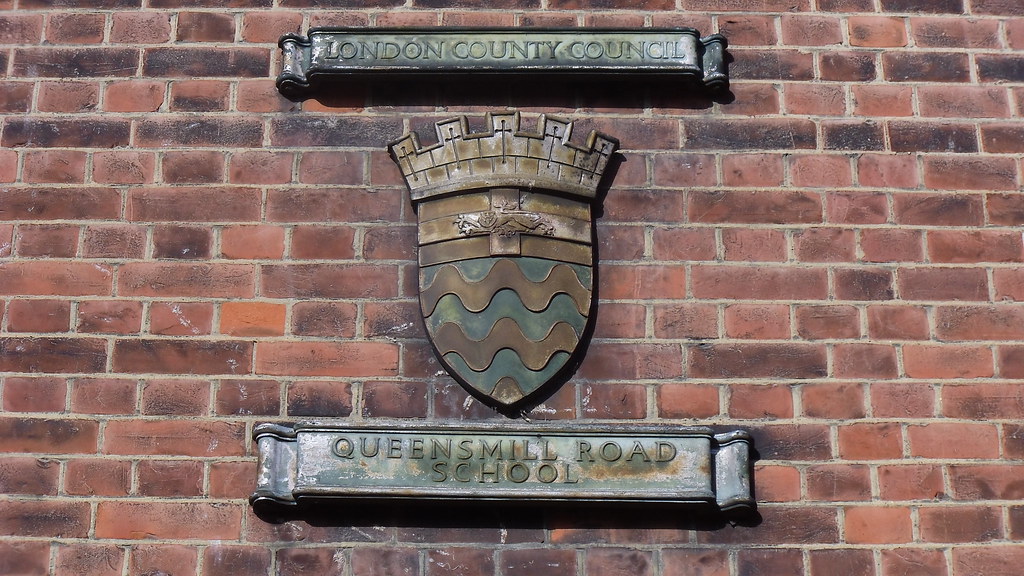 LONDON COUNTY COUNCIL
QUEENSMILL ROAD
SCHOOL